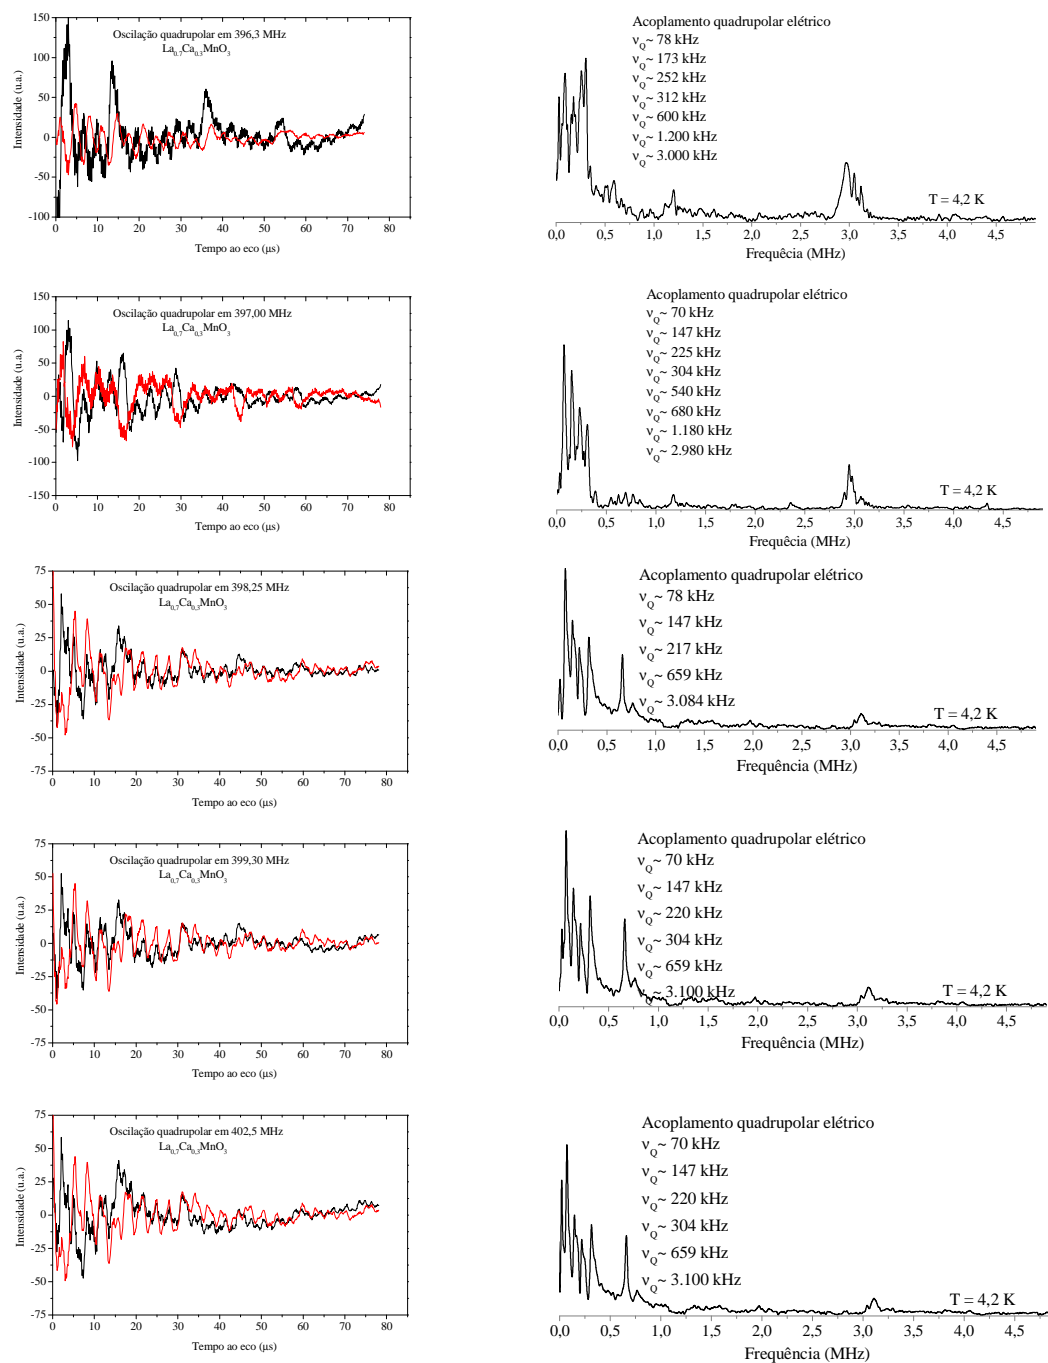 Oscilação quadrupolar em 396,3 MHz
La0,7Ca0,3MnO3
Intensidade (u.a.)
150
100
50
0
-50
-100
0 10 20 30 40 50 60 70 80
Tempo ao eco (μs)
Acoplamento quadrupolar elétrico
νQ~ 78 kHz
νQ~ 173 kHz
νQ~ 252 kHz
νQ~ 312 kHz
νQ~ 600 kHz
νQ~ 1.200 kHz
νQ~ 3.000 kHz
T = 4,2 K
0,0 0,5 1,0 1,5 2,0 2,5 3,0 3,5 4,0 4,5
Frequêcia (MHz)
Oscilação quadrupolar em 397,00 MHz
La0,7Ca0,3MnO3
Intensidade (u.a.)
150
100
50
0
-50
-100
-150
0 10 20 30 40 50 60 70 80
Tempo ao eco (μs)
Acoplamento quadrupolar elétrico
νQ~ 70 kHz
νQ~ 147 kHz
νQ~ 225 kHz
νQ~ 304 kHz
νQ~ 540 kHz
νQ~ 680 kHz
νQ~ 1.180 kHz
νQ~ 2.980 kHz
T = 4,2 K
0,0 0,5 1,0 1,5 2,0 2,5 3,0 3,5 4,0 4,5
Frequêcia (MHz)
Oscilação quadrupolar em 398,25 MHz
La0,7Ca0,3MnO3
Intensidade (u.a.)
75
50
25
0
-25
-50
-75
0 10 20 30 40 50 60 70 80
Tempo ao eco (μs)
Acoplamento quadrupolar elétrico
νQ~ 78 kHz
νQ~ 147 kHz
νQ~ 217 kHz
νQ~ 659 kHz
νQ~ 3.084 kHz
T = 4,2 K
0,0 0,5 1,0 1,5 2,0 2,5 3,0 3,5 4,0 4,5
Frequência (MHz)
Oscilação quadrupolar em 399,30 MHz
La0,7Ca0,3MnO3
Intensidade (u.a.)
75
50
25
0
-25
-50
-75
0 10 20 30 40 50 60 70 80
Tempo ao eco (μs)
Acoplamento quadrupolar elétrico
νQ~ 70 kHz
νQ~ 147 kHz
νQ~ 220 kHz
νQ~ 304 kHz
νQ~ 659 kHz
νQ~ 3.100 kHz
T = 4,2 K
0,0 0,5 1,0 1,5 2,0 2,5 3,0 3,5 4,0 4,5
Frequência (MHz)
Oscilação quadrupolar em 402,5 MHz
La0,7Ca0,3MnO3
Intensidade (u.a.)
75
50
25
0
-25
-50
-75
0 10 20 30 40 50 60 70 80
Tempo ao eco (μs)
Acoplamento quadrupolar elétrico
νQ~ 70 kHz
νQ~ 147 kHz
νQ~ 220 kHz
νQ~ 304 kHz
νQ~ 659 kHz
νQ~ 3.100 kHz
T = 4,2 K
0,0 0,5 1,0 1,5 2,0 2,5 3,0 3,5 4,0 4,5
Frequência (MHz)